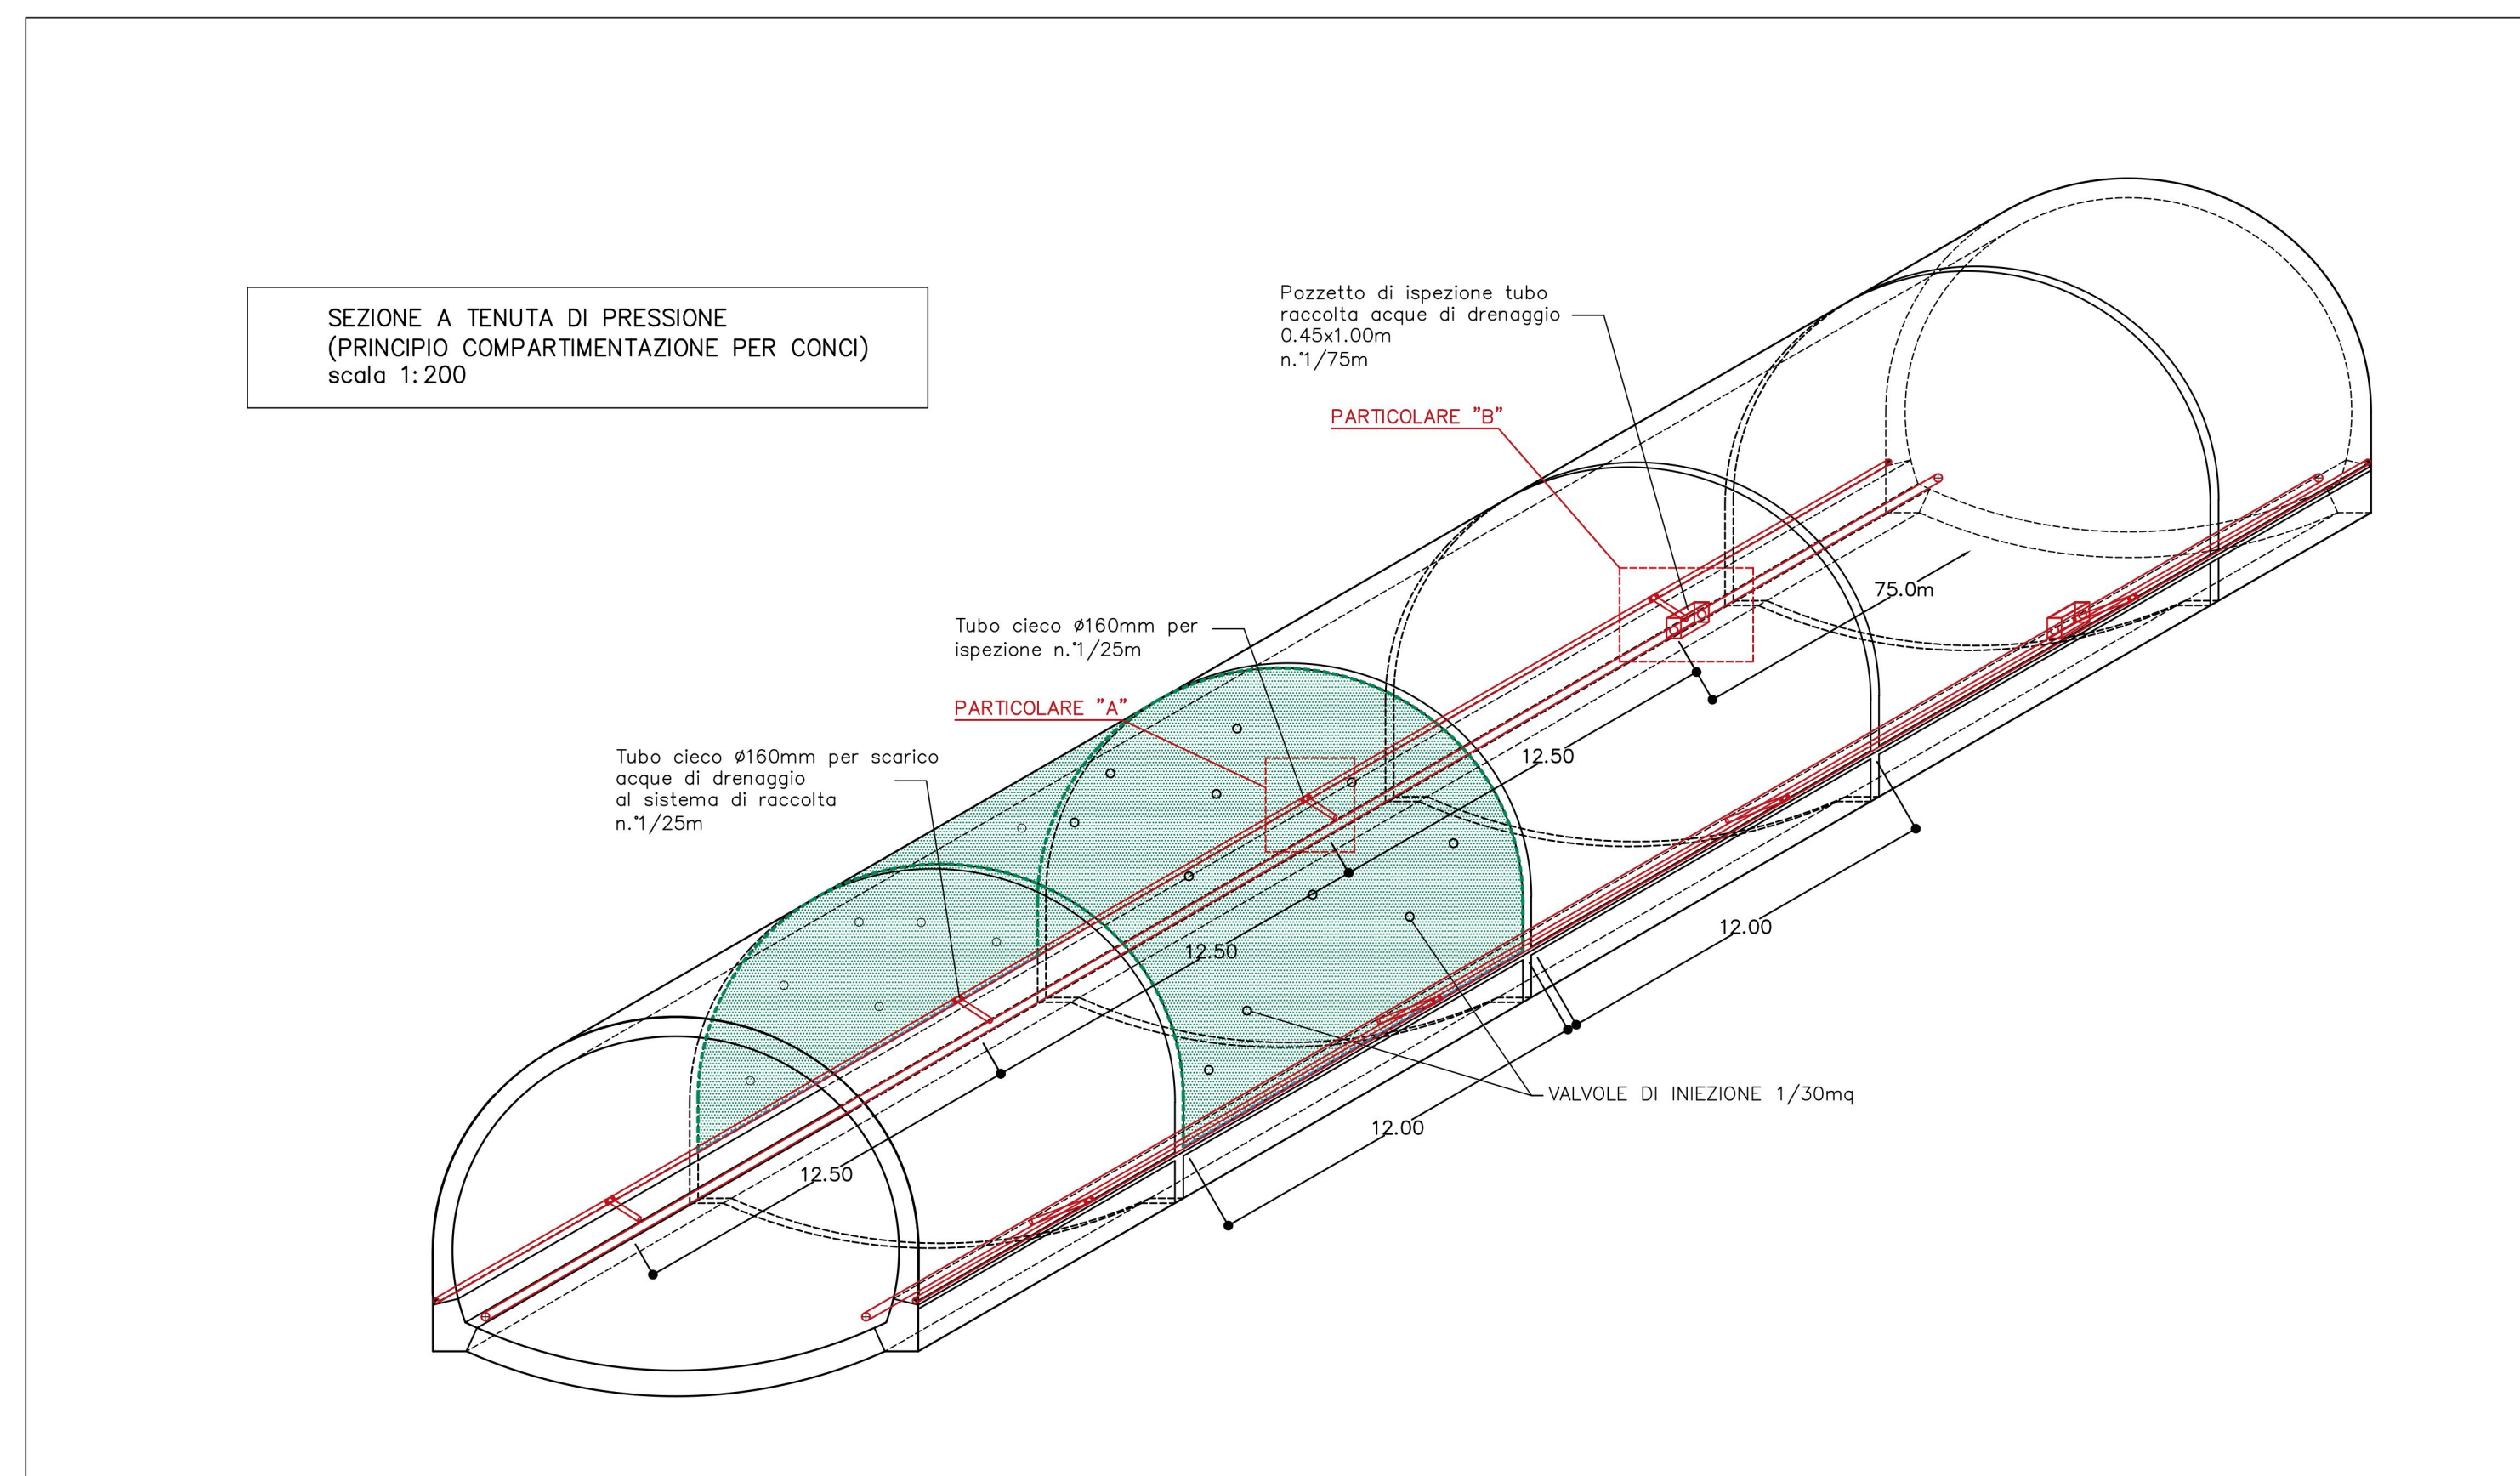 SEZIONE A TENUTA DI PRESSIONE
(PRINCIPIO COMPARTIMENTAZIONE PER CONCI)
scala 1:200
Pozzetto di ispezione tubo
raccolta acque di drenaggio
0.45x1.00m
n.°1/75m
PARTICOLARE "B"
75.0m
Tubo cieco ø160mm per
ispezione n.°1/25m
PARTICOLARE "A"
Tubo cieco ø160mm per scarico
acque di drenaggio
al sistema di raccolta
n.°1/25m
12.50
12.00
12.50
VALVOLE DI INIEZIONE 1/30mq
12.00
12.50